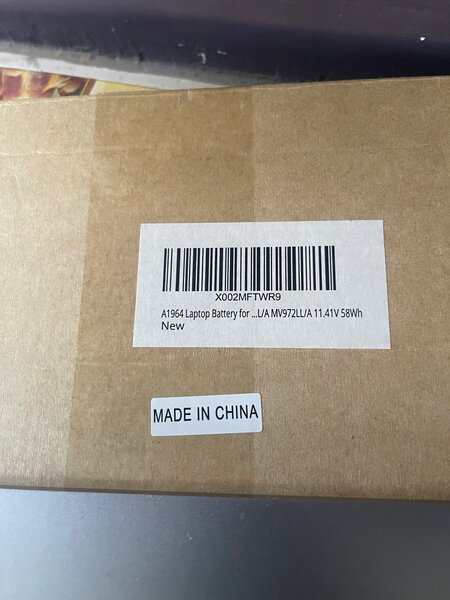 X002MFTWR9
A1964 Laptop Battery for ...L/A MV972LL/A 11.41V 58Wh
New
MADE IN CHINA